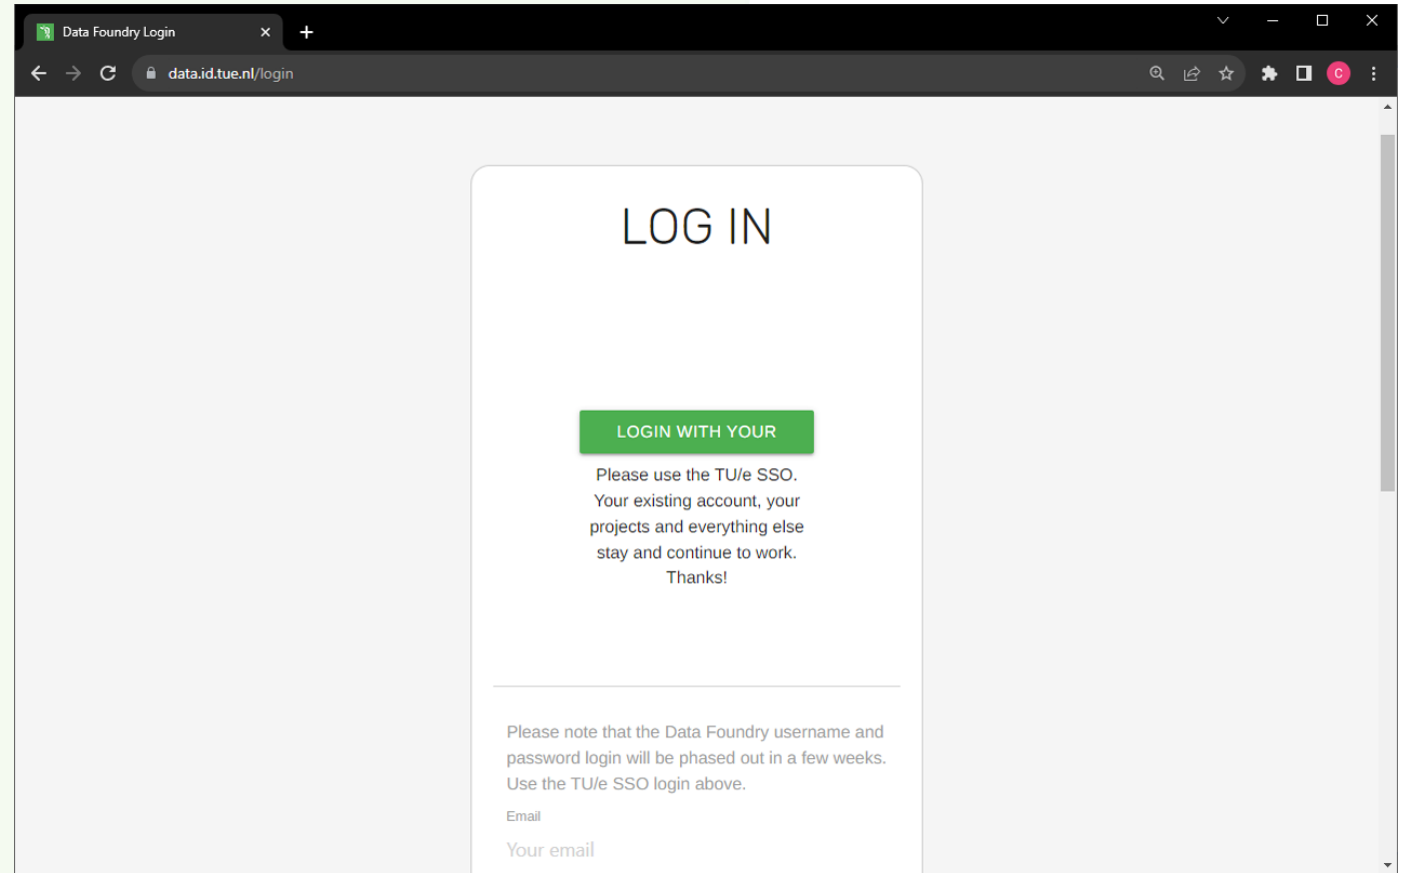 Data Foundry Login
data.id.tue.nl/login
C
LOG IN
LOGIN WITH YOUR
Please use the TU/e SSO.
Your existing account, your
projects and everything else
stay and continue to work.
Thanks!
Please note that the Data Foundry username and
password login will be phased out in a few weeks.
Use the TU/e SSO login above.
Email
Your email